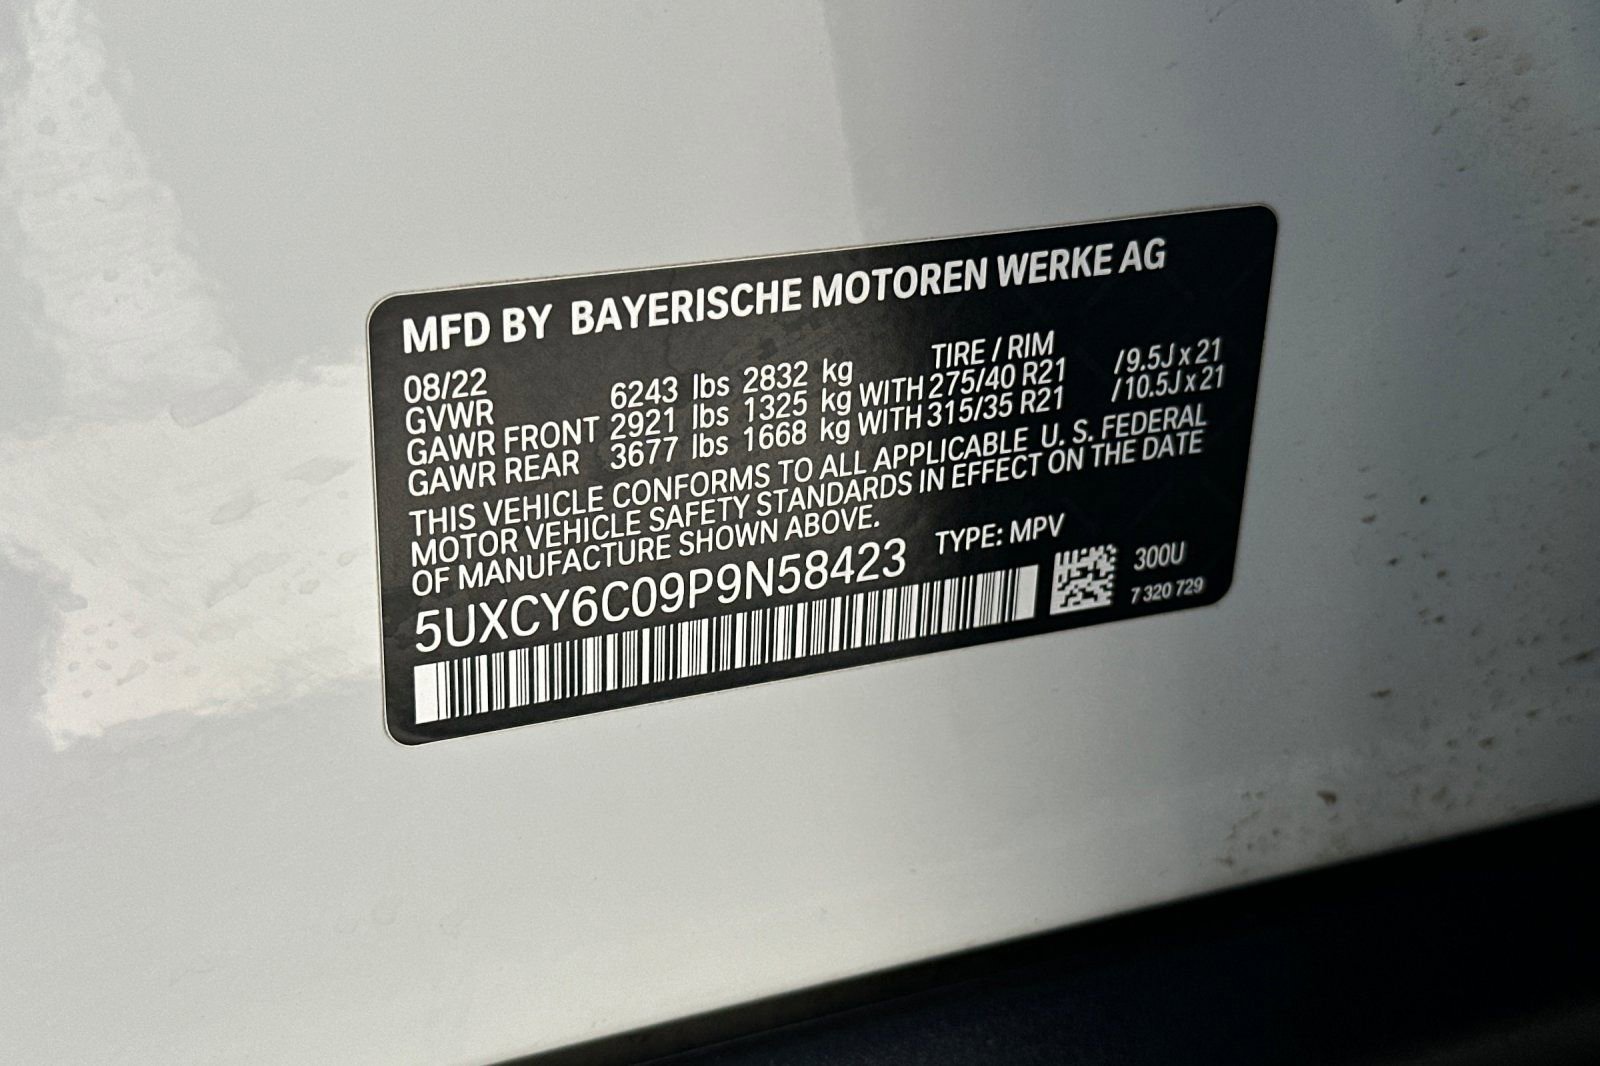 MFD BY BAYERISCHE MOTOREN WERKE AG
08/22 TIRE / RIM
GVWR 6243 lbs 2832 kg
GAWR FRONT 2921 lbs 1325 kg WITH 275/40 R21 /9.5J x 21
GAWR REAR 3677 lbs 1668 kg WITH 315/35 R21 /10.5J x 21
THIS VEHICLE CONFORMS TO ALL APPLICABLE U. S. FEDERAL
MOTOR VEHICLE SAFETY STANDARDS IN EFFECT ON THE DATE
OF MANUFACTURE SHOWN ABOVE.
5UXCY6C09P9N58423 TYPE: MPV
300U
7 320 729